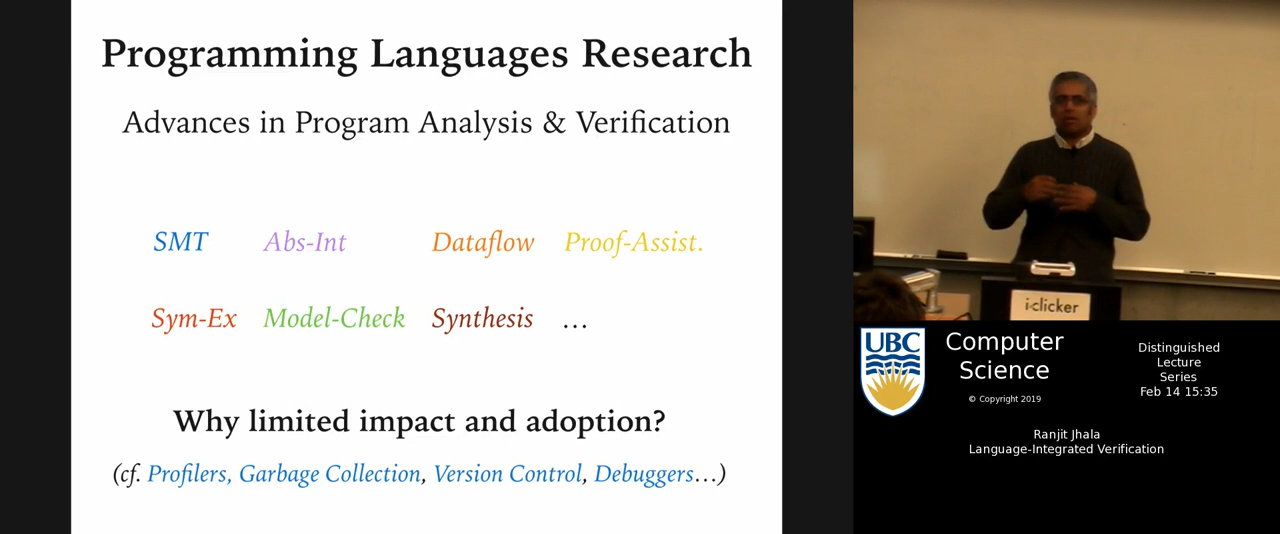 Programming Languages Research
Advances in Program Analysis & Verification
SMT Abs-Int Dataflow Proof-Assist.
Sym-Ex Model-Check Synthesis …
Why limited impact and adoption?
(cf. Profilers, Garbage Collection, Version Control, Debuggers…)
i>clicker
UBC
Computer
Science
© Copyright 2019
Distinguished
Lecture
Series
Feb 14 15:35
Ranjit Jhala
Language-Integrated Verification